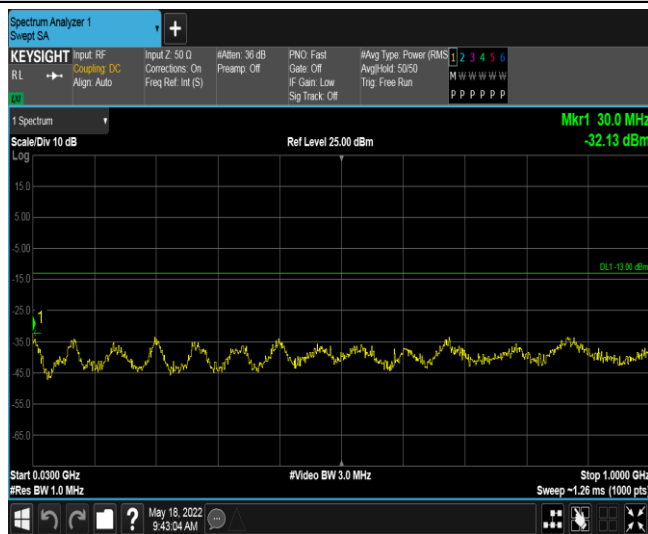 Spectrum Analyzer 1
Swept SA
KEYSIGHT
RL
LM
Input: RF
Coupling: DC
Align: Auto
Input Z: 50 Ω
Corrections: On
Freq Ref: Int (S)
#Atten: 36 dB
Preamp: Off
PNO: Fast
Gate: Off
IF Gain: Low
Sig Track: Off
#Avg Type: Power (RMS
Avg|Hold: 50/50
Trig: Free Run
1 2 3 4 5 6
M W W W W W
P P P P P P
1 Spectrum
Mkr1 30.0 MHz
Scale/Div 10 dB
Ref Level 25.00 dBm
-32.13 dBm
Log
15.0
5.00
-5.00
DL1 -13.00 dBm
-15.0
-25.0
1
-35.0
-45.0
-55.0
-65.0
Start 0.0300 GHz
#Video BW 3.0 MHz
Stop 1.0000 GHz
#Res BW 1.0 MHz
Sweep ~1.26 ms (1000 pts)
May 18, 2022
9:43:04 AM